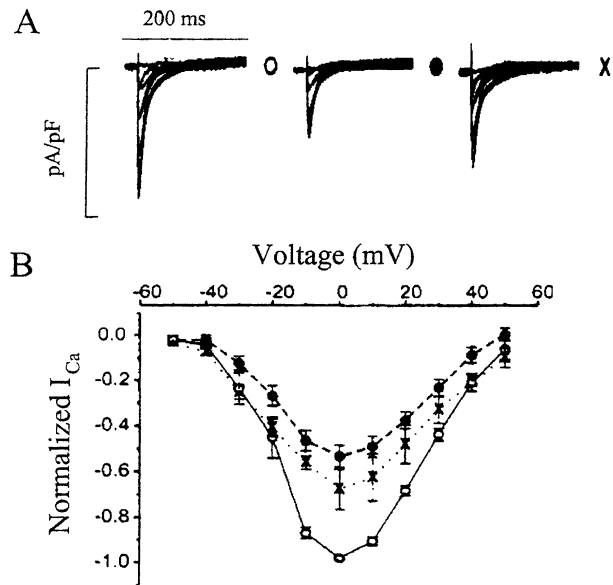 A
200 ms
O ● X
pA/pF
B
Voltage (mV)
-60 -40 -20 0 20 40 60
0.0
-0.2
-0.4
-0.6
-0.8
-1.0
Normalized I_Ca